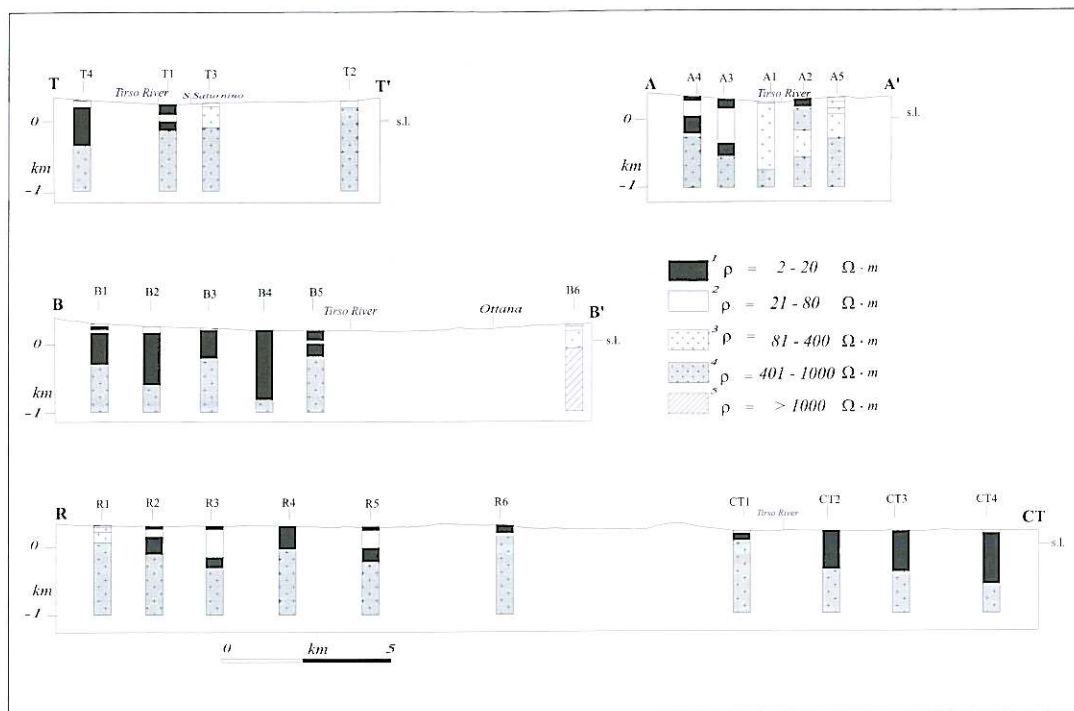 T T4 Tirso River T1 S.Saturnino T3 T2 T'
0 s.l.
km
-1
A A4 A3 A1 Tirso River A2 A5 A'
0 s.l.
km
-1
B B1 B2 B3 B4 B5 Tirso River Ottana B6 B'
0 s.l.
km
-1
1 ρ = 2 - 20 Ω · m
2 ρ = 21 - 80 Ω · m
3 ρ = 81 - 400 Ω · m
4 ρ = 401 - 1000 Ω · m
5 ρ = > 1000 Ω · m
R R1 R2 R3 R4 R5 R6 CT1 Tirso River CT2 CT3 CT4 CT
0 s.l.
km
-1
0 km 5